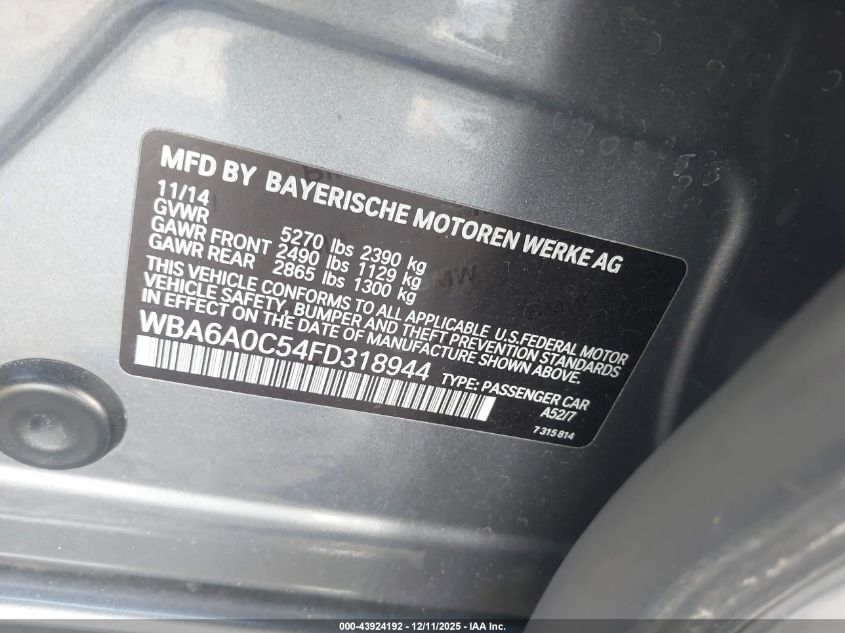 MFD BY BAYERISCHE MOTOREN WERKE AG
11/14
GVWR 5270 lbs 2390 kg
GAWR FRONT 2490 lbs 1129 kg
GAWR REAR 2865 lbs 1300 kg
THIS VEHICLE CONFORMS TO ALL APPLICABLE U.S.FEDERAL MOTOR
VEHICLE SAFETY, BUMPER AND THEFT PREVENTION STANDARDS
EFFECTIVE ON THE DATE OF MANUFACTURE SHOWN ABOVE.
WBA6A0C54FD318944
TYPE: PASSENGER CAR
A52/7
7 315 814
000-43924192 - 12/11/2025 - IAA Inc.